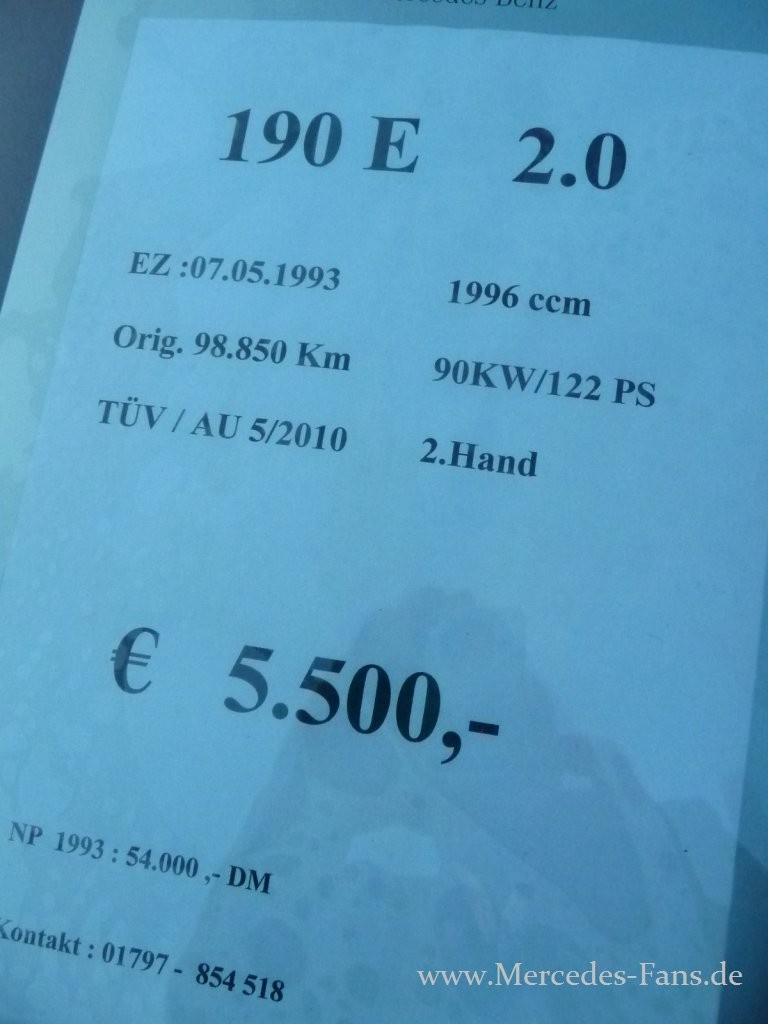 190 E 2.0
EZ :07.05.1993 1996 ccm
Orig. 98.850 Km 90KW/122 PS
TÜV / AU 5/2010 2.Hand
€ 5.500,-
NP 1993 : 54.000 ,- DM
Kontakt : 01797 - 854 518
www.Mercedes-Fans.de